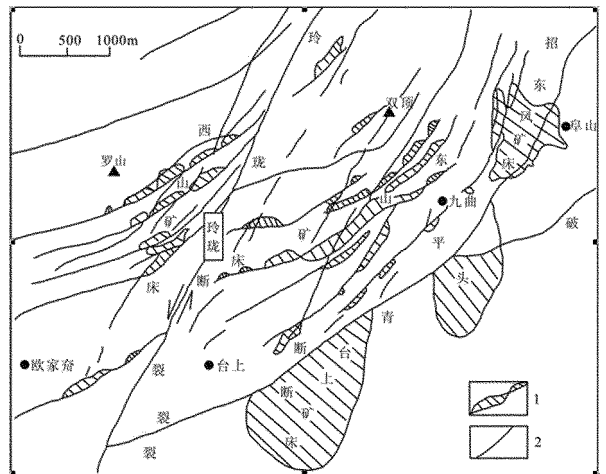 0 500 1000m
玲
招
东
双顶
凤
阜山
西
矿
东
床
罗山
珑
山
山
九曲
矿
玲珑
矿
平
破
床
断
床
头
青
断
台
欧家夼
裂
台上
上
断
1
矿
裂
床
2
裂